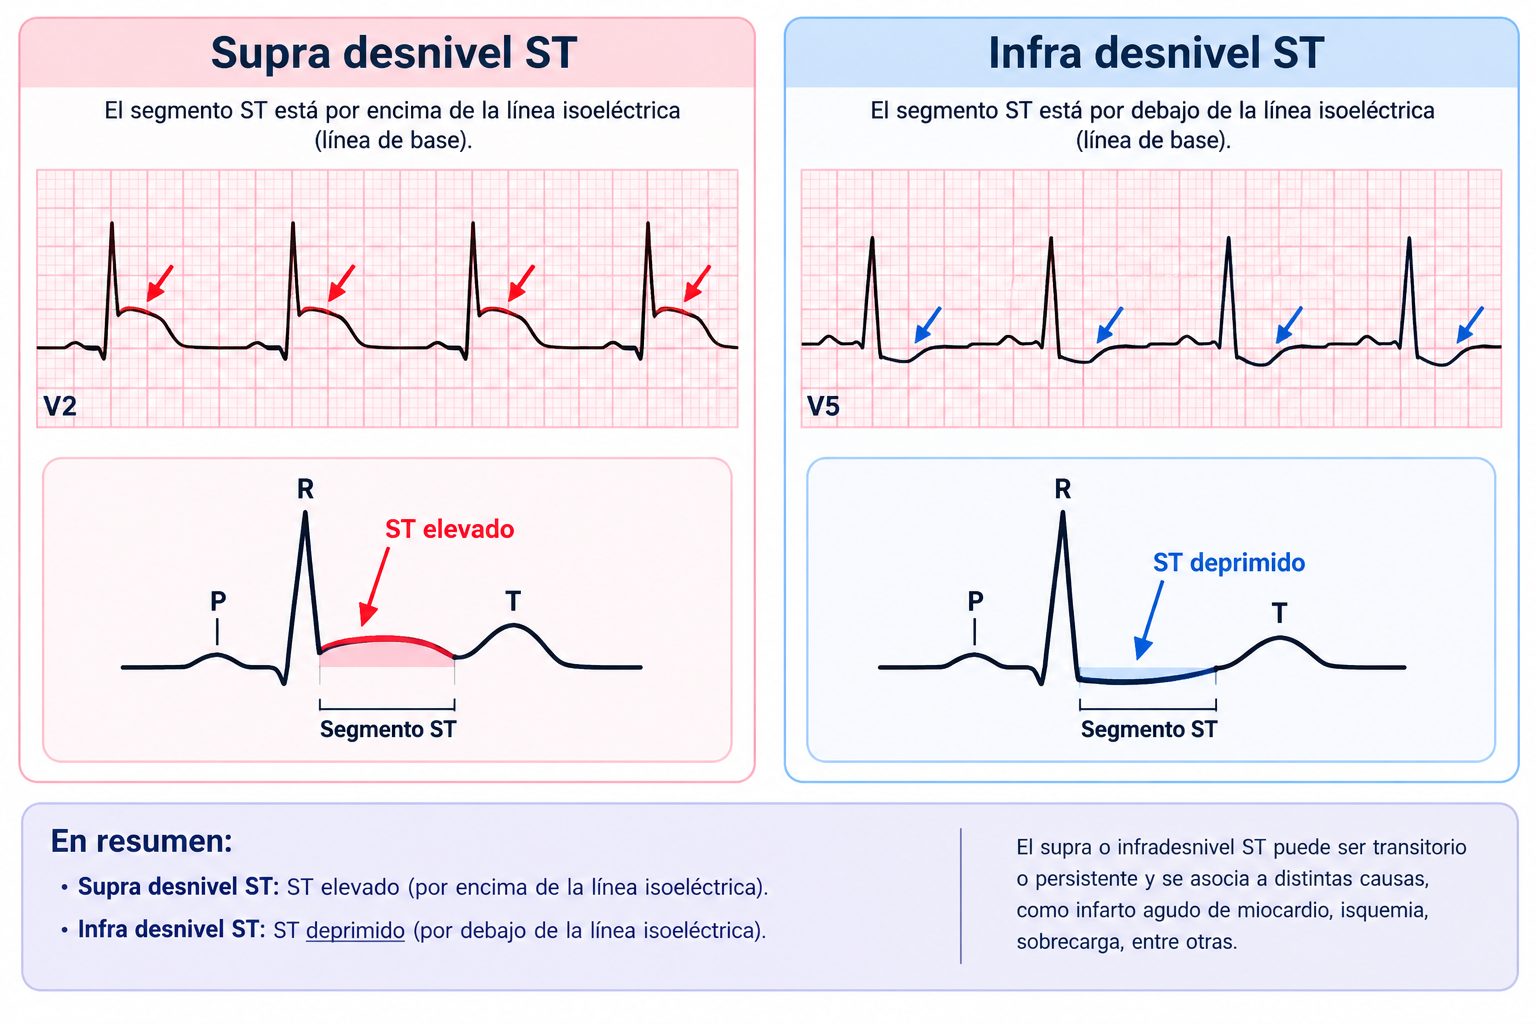 Supra desnivel ST
El segmento ST está por encima de la línea isoeléctrica
(línea de base).
V2
R
ST elevado
P
T
Segmento ST
Infra desnivel ST
El segmento ST está por debajo de la línea isoeléctrica
(línea de base).
V5
R
ST deprimido
P
T
Segmento ST
En resumen:
• Supra desnivel ST: ST elevado (por encima de la línea isoeléctrica).
• Infra desnivel ST: ST deprimido (por debajo de la línea isoeléctrica).
El supra o infradesnivel ST puede ser transitorio
o persistente y se asocia a distintas causas,
como infarto agudo de miocardio, isquemia,
sobrecarga, entre otras.